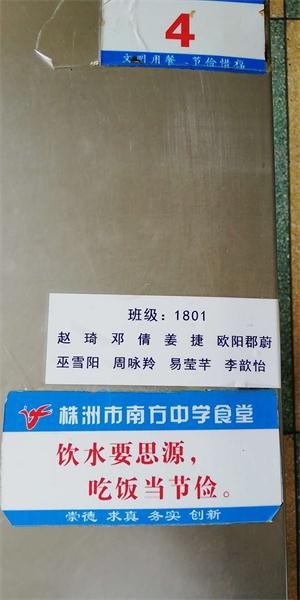 4
文明用餐 节俭惜粮
班级：1801
赵 琦 邓 倩 姜 捷 欧阳郡蔚
巫雪阳 周咏羚 易莹芊 李歆怡
株洲市南方中学食堂
饮水要思源，
吃饭当节俭。
崇德 求真 务实 创新